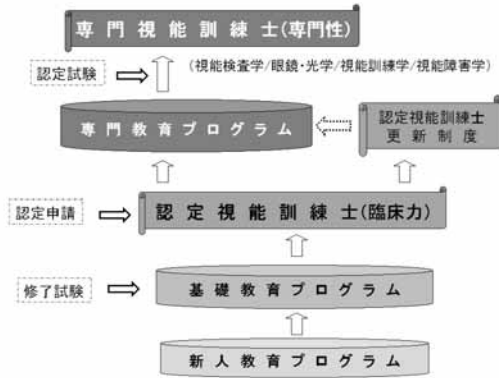 専門視能訓練士(専門性)
認定試験
(視能検査学/眼鏡・光学/視能訓練学/視能障害学)
専門教育プログラム
認定視能訓練士
更新制度
認定申請
認定視能訓練士(臨床力)
修了試験
基礎教育プログラム
新人教育プログラム